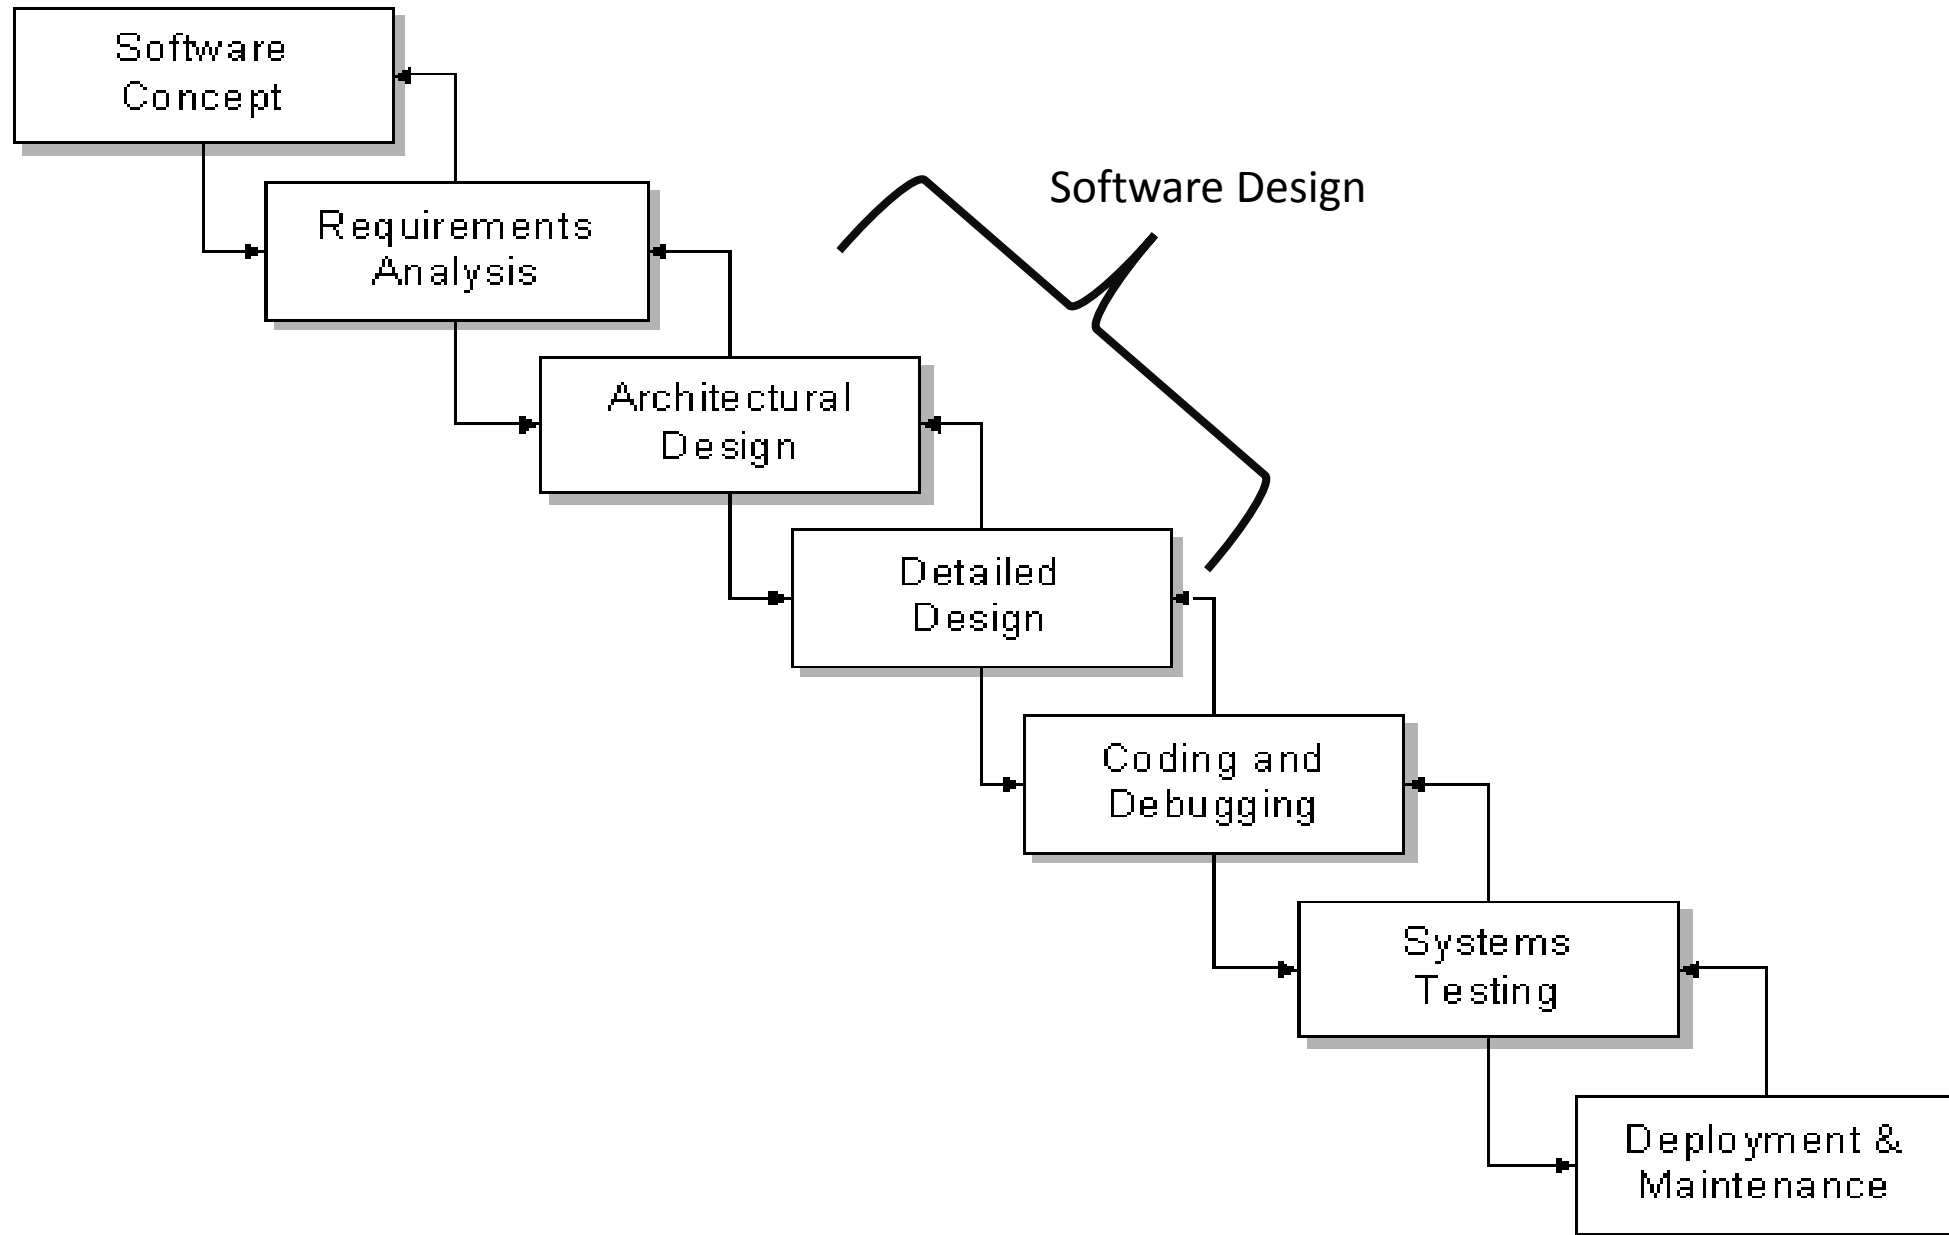 Software
Concept
Software Design
Requirements
Analysis
Architectural
Design
Detailed
Design
Coding and
Debugging
Systems
Testing
Deployment &
Maintenance